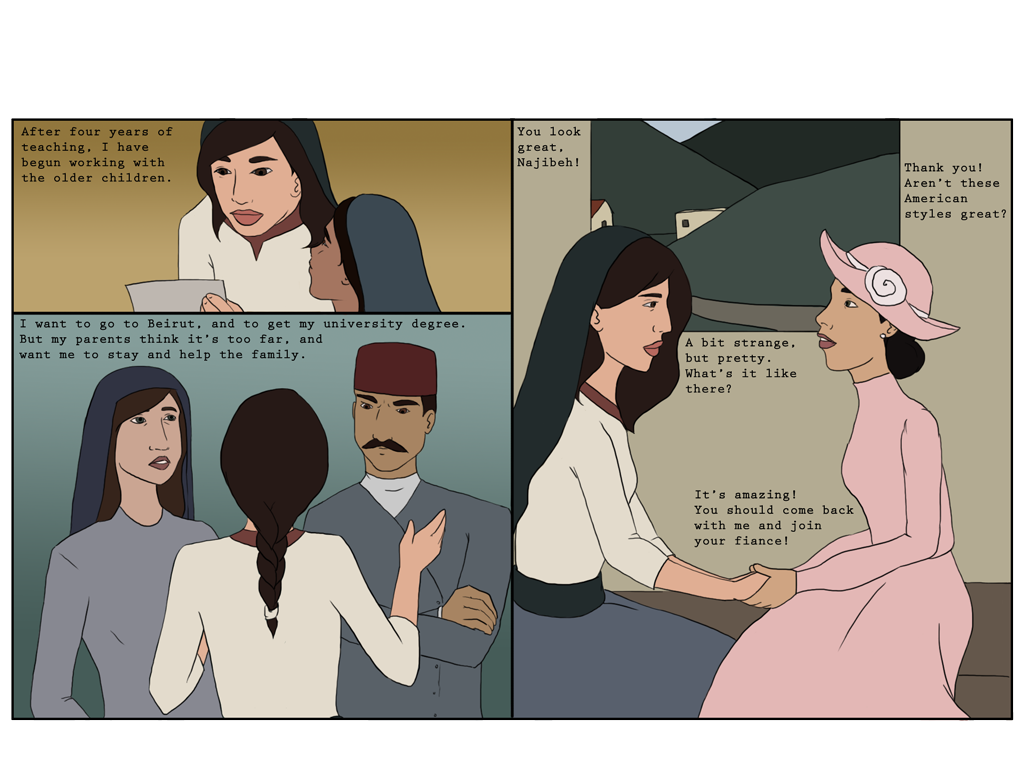 After four years of
teaching, I have
begun working with
the older children.
I want to go to Beirut, and to get my university degree.
But my parents think it's too far, and
want me to stay and help the family.
You look
great,
Najibeh!
Thank you!
Aren't these
American
styles great?
A bit strange,
but pretty.
What's it like
there?
It's amazing!
You should come back
with me and join
your fiance!